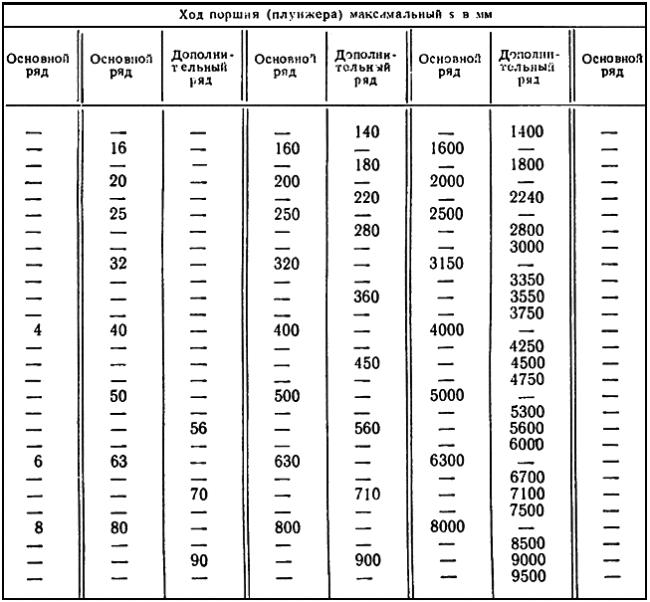 Ход поршня (плунжера) максимальный s в мм
Основной Основной Дополни- Основной Дополни- Основной Дополни- Основной
ряд ряд тельный ряд тельный ряд тельный ряд
ряд ряд ряд
— — — — 140 — 1400 —
— 16 — 160 — 1600 — —
— — — — 180 — 1800 —
— 20 — 200 — 2000 — —
— — — — 220 — 2240 —
— 25 — 250 — 2500 — —
— — — — 280 — 2800 —
— — — — — — 3000 —
— 32 — 320 — 3150 — —
— — — — — — 3350 —
— — — — 360 — 3550 —
— — — — — — 3750 —
4 40 — 400 — 4000 — —
— — — — — — 4250 —
— — — — 450 — 4500 —
— — — — — — 4750 —
— 50 — 500 — 5000 — —
— — — — — — 5300 —
— — 56 — 560 — 5600 —
— — — — — — 6000 —
6 63 — 630 — 6300 — —
— — — — — — 6700 —
— — 70 — 710 — 7100 —
— — — — — — 7500 —
8 80 — 800 — 8000 — —
— — — — — — 8500 —
— — 90 — 900 — 9000 —
— — — — — — 9500 —